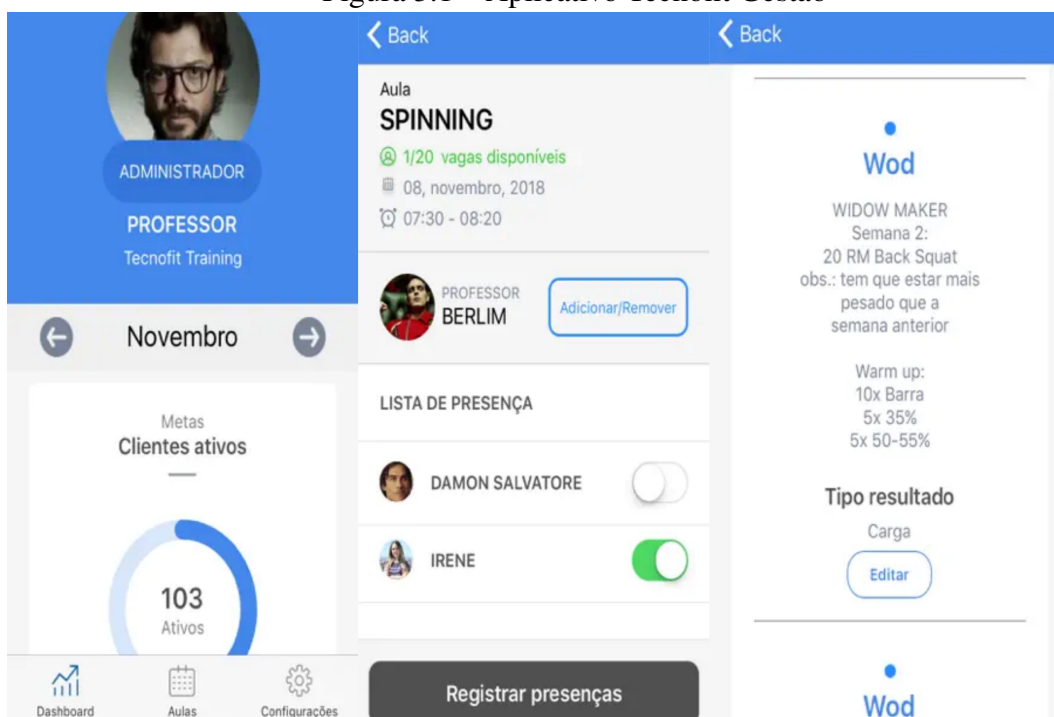 Figura 3.1 – Aplicativo Tecnofit Gestão
ADMINISTRADOR
PROFESSOR
Tecnofit Training
Novembro
Metas
Clientes ativos
103
Ativos
Dashboard
Aulas
Configurações
Back
Aula
SPINNING
1/20 vagas disponíveis
08, novembro, 2018
07:30 - 08:20
PROFESSOR
BERLIM
Adicionar/Remover
LISTA DE PRESENÇA
DAMON SALVATORE
IRENE
Registrar presenças
Back
Wod
WIDOW MAKER
Semana 2:
20 RM Back Squat
obs.: tem que estar mais
pesado que a
semana anterior
Warm up:
10x Barra
5x 35%
5x 50-55%
Tipo resultado
Carga
Editar
Wod